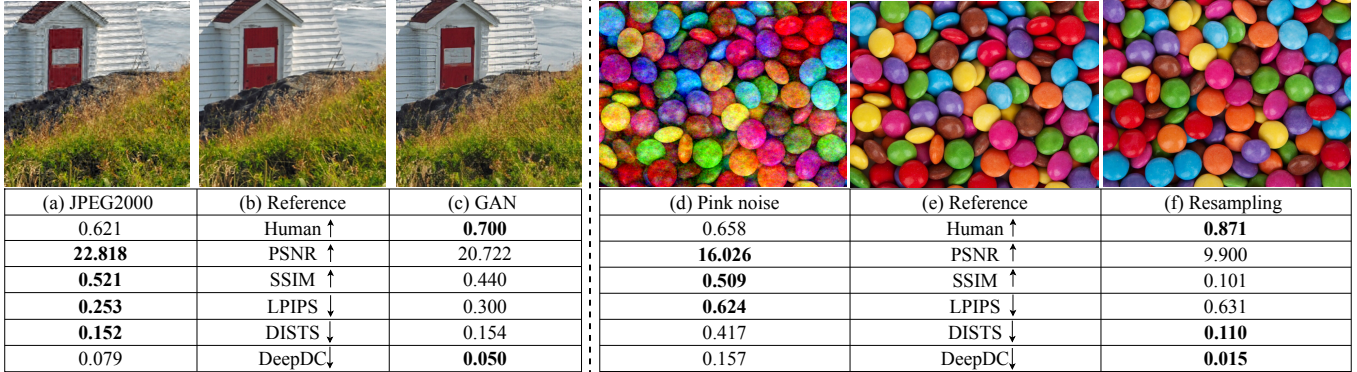 (a) JPEG2000 (b) Reference (c) GAN
0.621 Human ↑ 0.700
22.818 PSNR ↑ 20.722
0.521 SSIM ↑ 0.440
0.253 LPIPS ↓ 0.300
0.152 DISTS ↓ 0.154
0.079 DeepDC↓ 0.050
(d) Pink noise (e) Reference (f) Resampling
0.658 Human ↑ 0.871
16.026 PSNR ↑ 9.900
0.509 SSIM ↑ 0.101
0.624 LPIPS ↓ 0.631
0.417 DISTS ↓ 0.110
0.157 DeepDC↓ 0.015